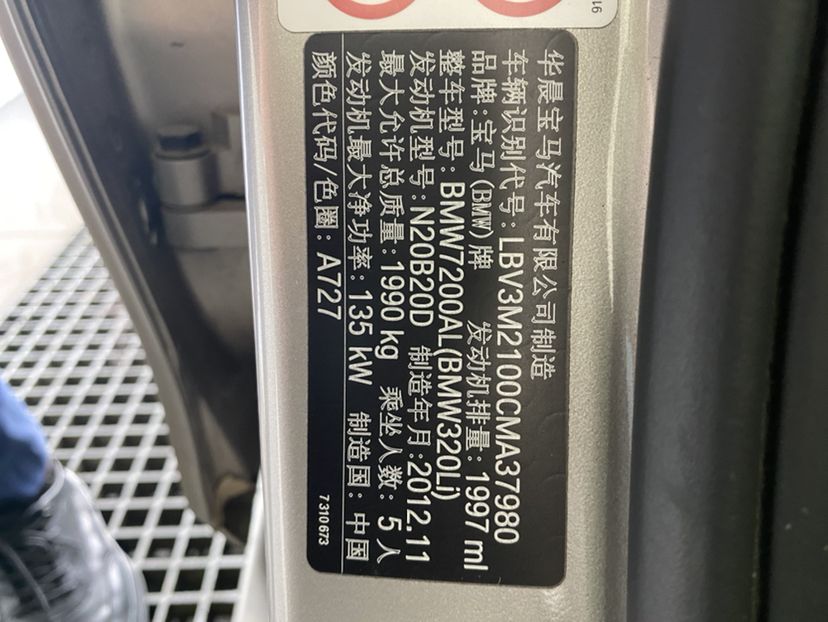 16
华晨宝马汽车有限公司制造
车辆识别代号: LBV3M2100CMA37980
品牌: 宝马 (BMW) 牌 发动机排量: 1997 ml
整车型号: BMW7200AL(BMW320Li)
发动机型号: N20B20D 制造年月: 2012.11
最大允许总质量: 1990 kg 乘坐人数: 5 人
发动机最大净功率: 135 kW 制造国: 中国
颜色代码/色圈: A727
7 310 673